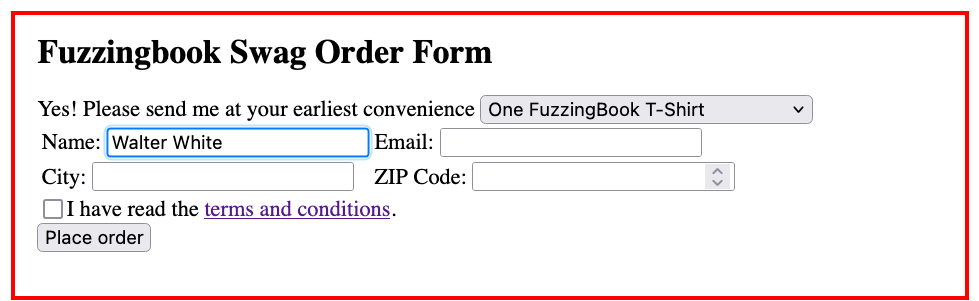 Fuzzingbook Swag Order Form
Yes! Please send me at your earliest convenience One FuzzingBook T-Shirt
Name: Walter White Email:
City: ZIP Code:
I have read the terms and conditions.
Place order